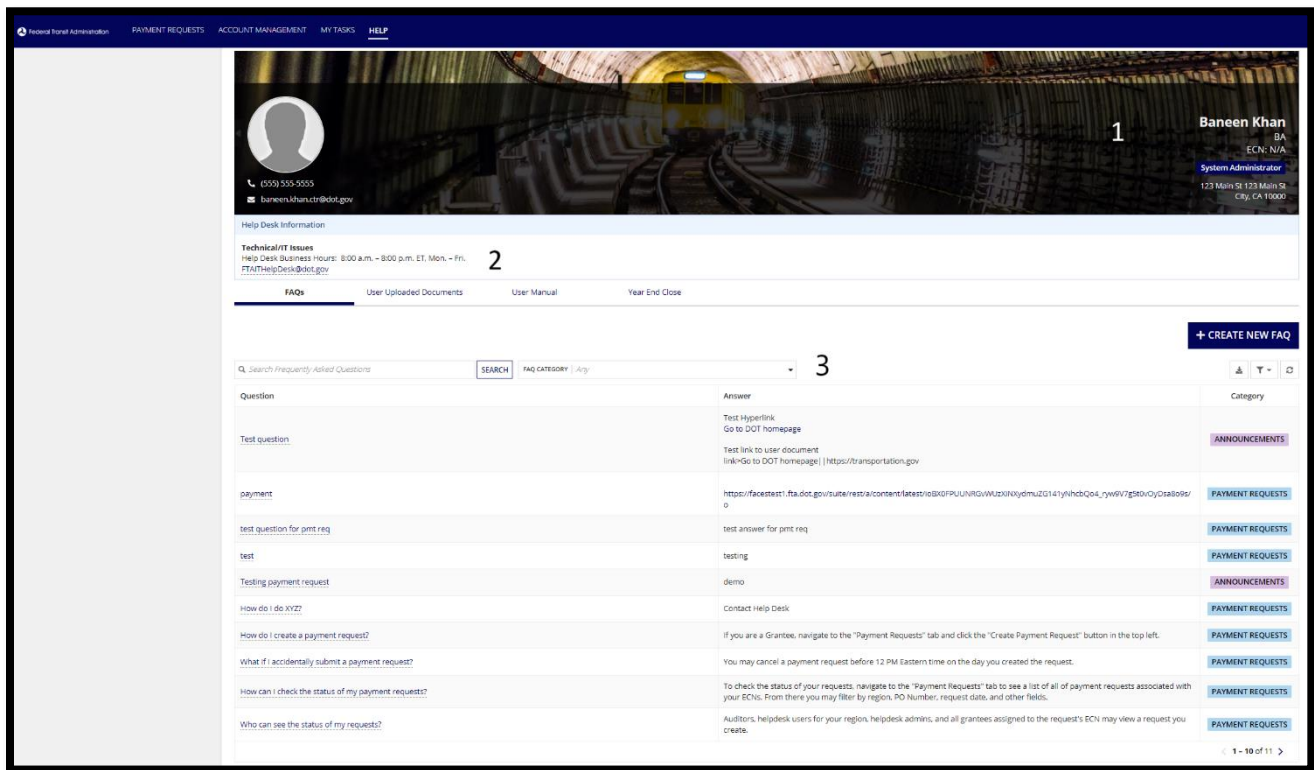 Federal Transit Administration PAYMENT REQUESTS ACCOUNT MANAGEMENT MY TASKS HELP
1
Baneen Khan
BA
ECN: N/A
System Administrator
123 Main St 123 Main St
City, CA 10000
(555) 555-5555
baneen.khan.ctr@dot.gov
Help Desk Information
Technical/IT Issues
Help Desk Business Hours: 8:00 a.m. – 8:00 p.m. ET. Mon. – Fri.
FTAITHelpDesk@dot.gov
2
FAQs User Uploaded Documents User Manual Year End Close
+ CREATE NEW FAQ
Search Frequently Asked Questions SEARCH FAQ CATEGORY Any 3
Question Answer Category
Test question
Test Hyperlink
Go to DOT homepage
Test link to user document
link>Go to DOT homepage||https://transportation.gov
ANNOUNCEMENTS
payment
PAYMENT REQUESTS
test question for pmt req test answer for pmt req PAYMENT REQUESTS
test testing PAYMENT REQUESTS
Testing payment request demo ANNOUNCEMENTS
How do I do XYZ? Contact Help Desk PAYMENT REQUESTS
How do I create a payment request? If you are a Grantee, navigate to the "Payment Requests" tab and click the "Create Payment Request" button in the top left. PAYMENT REQUESTS
What if I accidentally submit a payment request? You may cancel a payment request before 12 PM Eastern time on the day you created the request. PAYMENT REQUESTS
How can I check the status of my payment requests?
To check the status of your requests, navigate to the "Payment Requests" tab to see a list of all of payment requests associated with
your ECNs. From there you may filter by region, PO Number, request date, and other fields.
PAYMENT REQUESTS
Who can see the status of my requests?
Auditors, helpdesk users for your region, helpdesk admins, and all grantees assigned to the request's ECN may view a request you
create.
PAYMENT REQUESTS
< 1 – 10 of 11 >